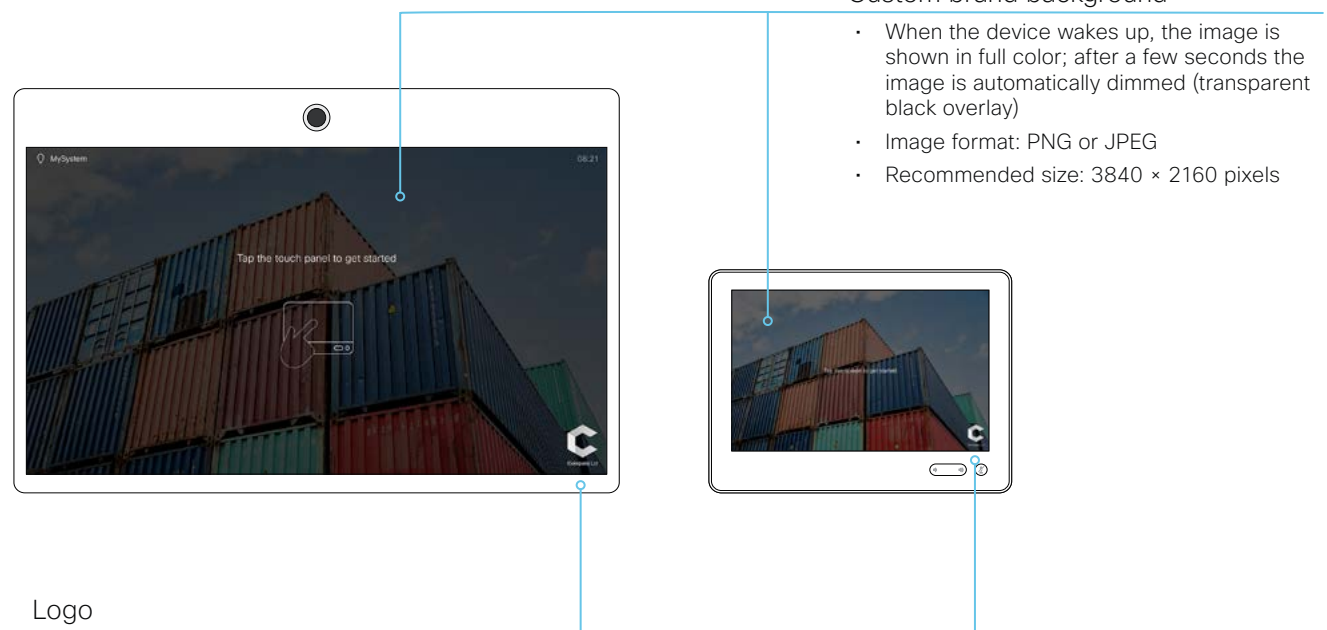 Custom brand background
• When the device wakes up, the image is
shown in full color; after a few seconds the
image is automatically dimmed (transparent
black overlay)
• Image format: PNG or JPEG
• Recommended size: 3840 × 2160 pixels
MySystem
08:21
Tap the touch panel to get started
Company Ltd
Logo